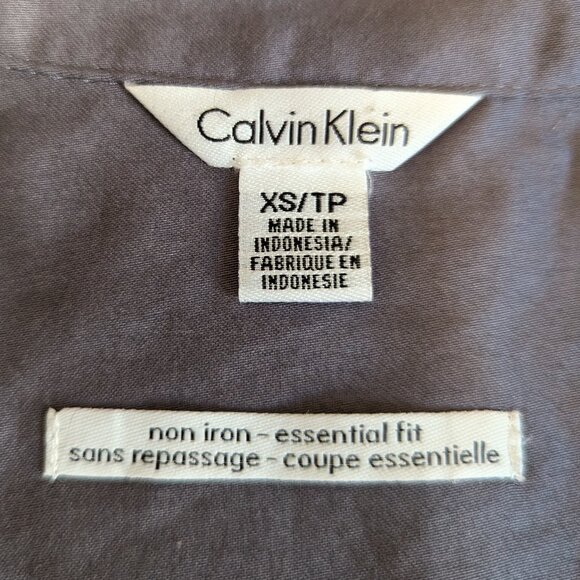 Calvin Klein
XS/TP
MADE IN
INDONESIA/
FABRIQUE EN
INDONESIE
non iron - essential fit
sans repassage - coupe essentielle